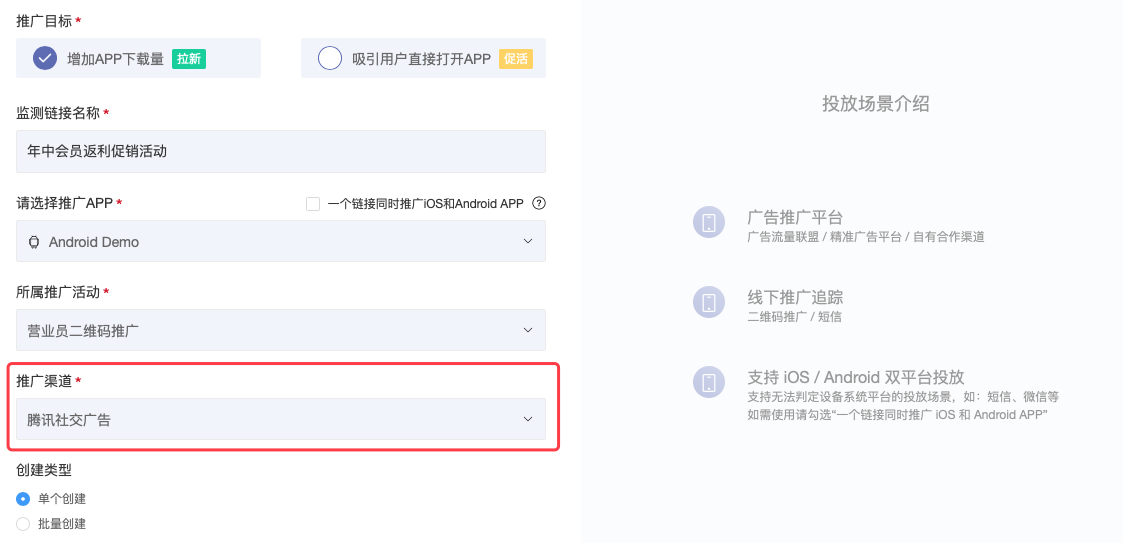 推广目标 *
增加APP下载量 拉新
吸引用户直接打开APP 促活
监测链接名称 *
年中会员返利促销活动
请选择推广APP *
一个链接同时推广iOS和Android APP ?
Android Demo
所属推广活动 *
营业员二维码推广
推广渠道 *
腾讯社交广告
创建类型
单个创建
批量创建
投放场景介绍
广告推广平台
广告流量联盟 / 精准广告平台 / 自有合作渠道
线下推广追踪
二维码推广 / 短信
支持 iOS / Android 双平台投放
支持无法判定设备系统平台的投放场景，如：短信、微信等
如需使用请勾选“一个链接同时推广 iOS 和 Android APP”